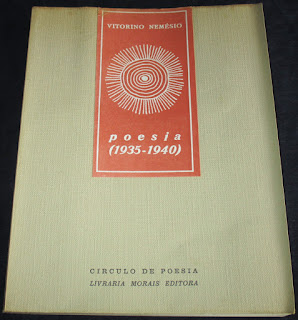 VITORINO NEMÉSIO
poesia
(1935-1940)
CIRCULO DE POESIA
LIVRARIA MORAIS EDITORA